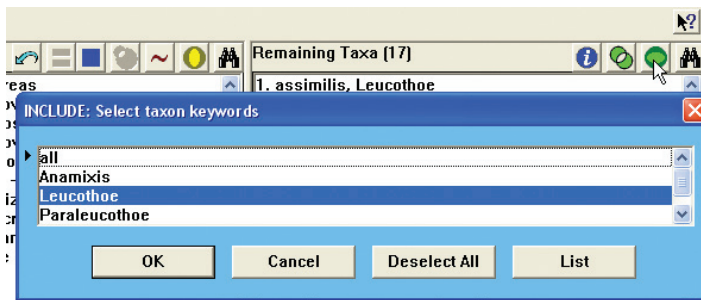 Remaining Taxa (17)
reas
1. assimilis, Leucothoe
INCLUDE: Select taxon keywords
all
Anamixis
Leucothoe
Paraleucothoe
OK Cancel Deselect All List